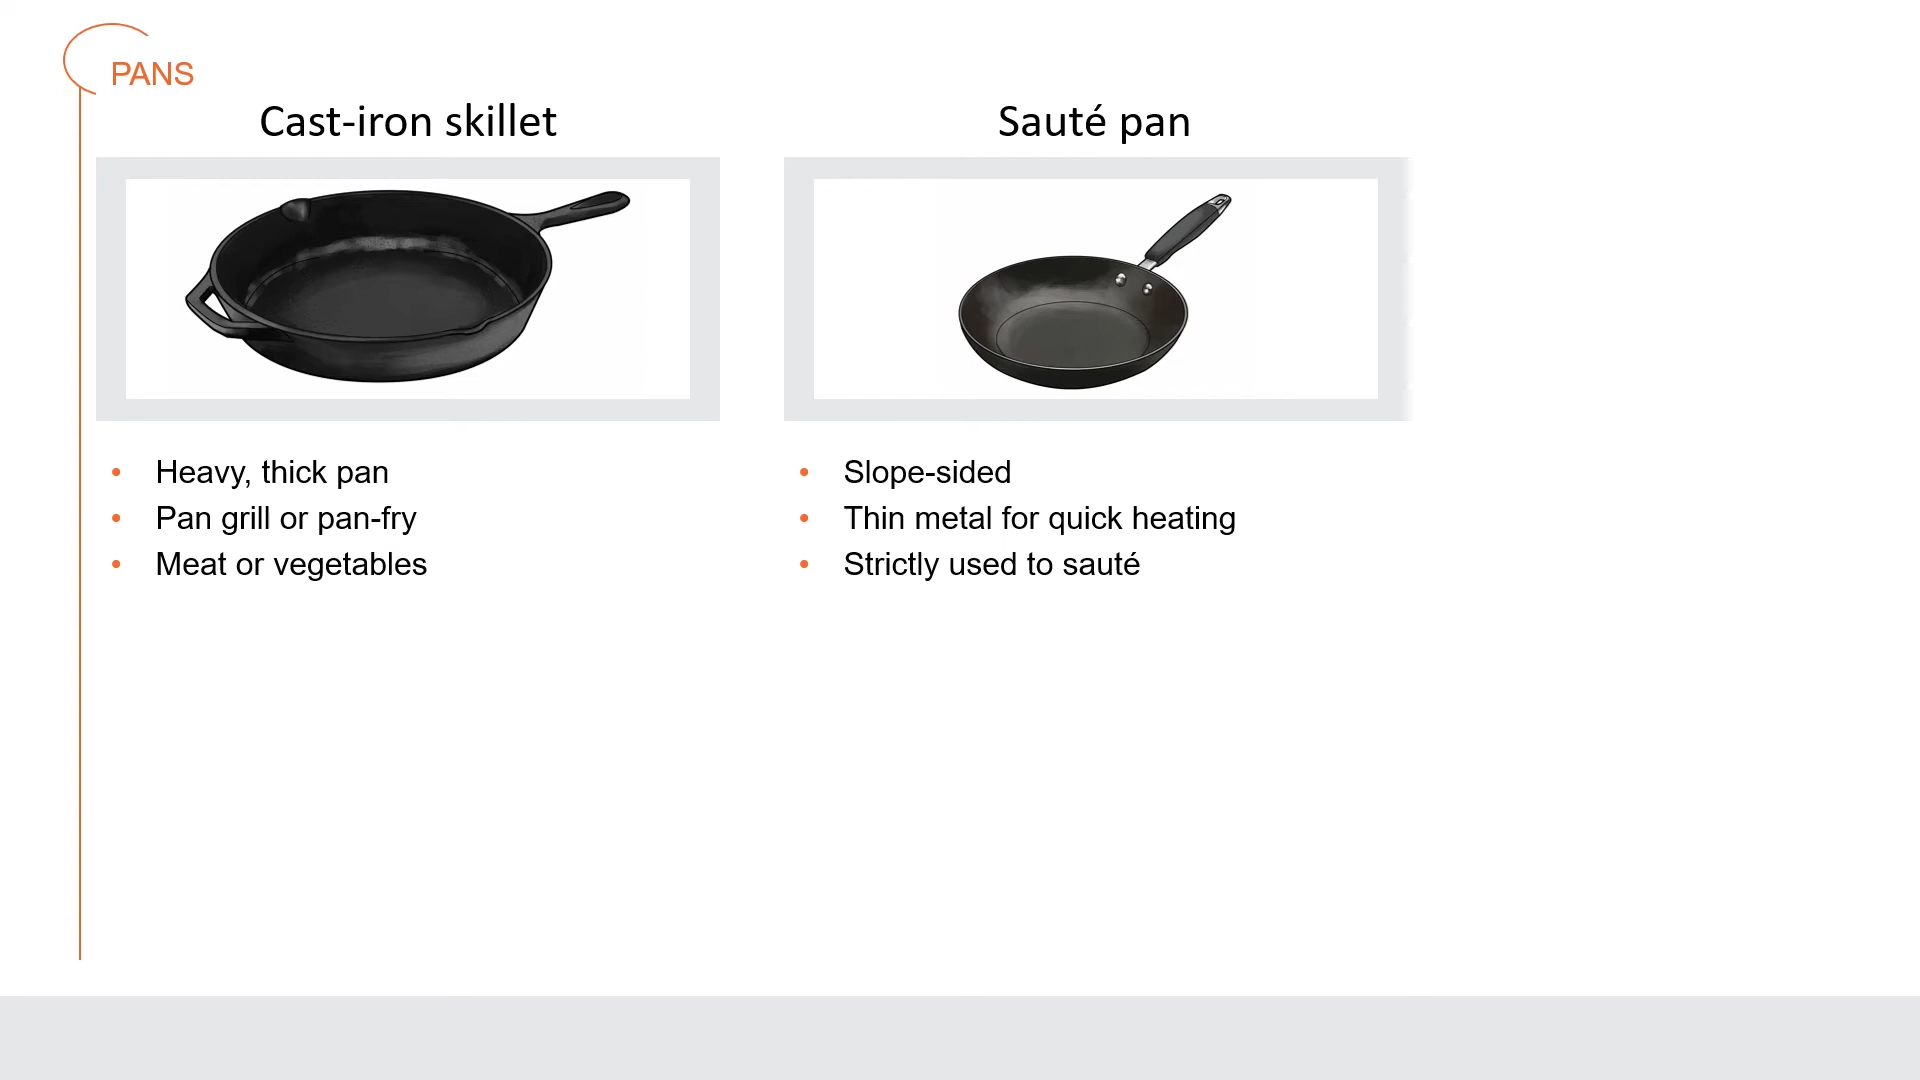 PANS
Cast-iron skillet
Sauté pan
Heavy, thick pan
Pan grill or pan-fry
Meat or vegetables
Slope-sided
Thin metal for quick heating
Strictly used to sauté